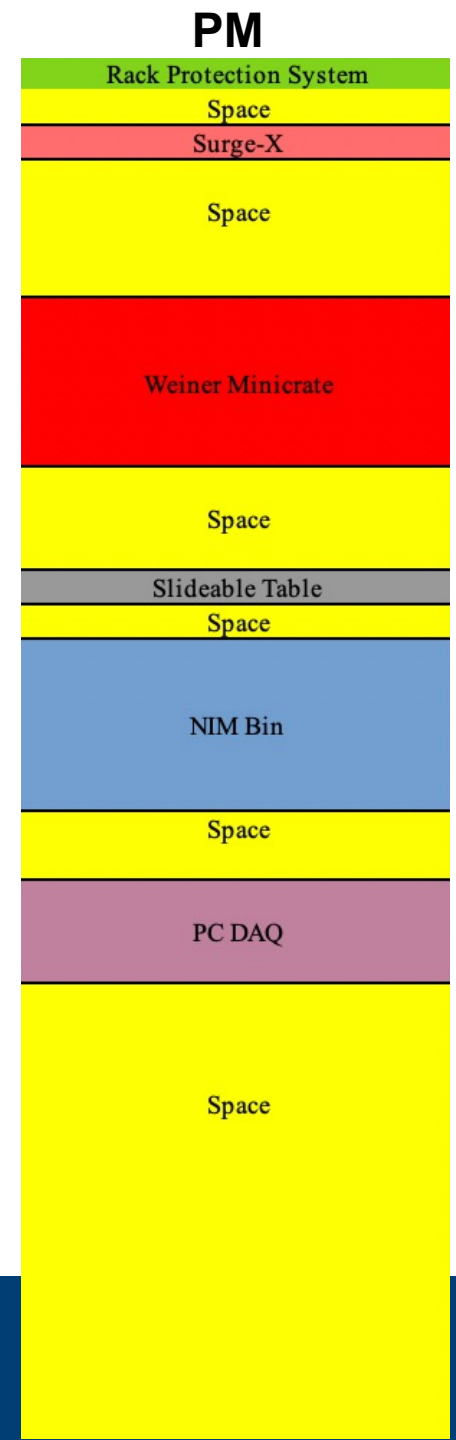 PM
Rack Protection System
Space
Surge-X
Space
Weiner Minicrate
Space
Slideable Table
Space
NIM Bin
Space
PC DAQ
Space